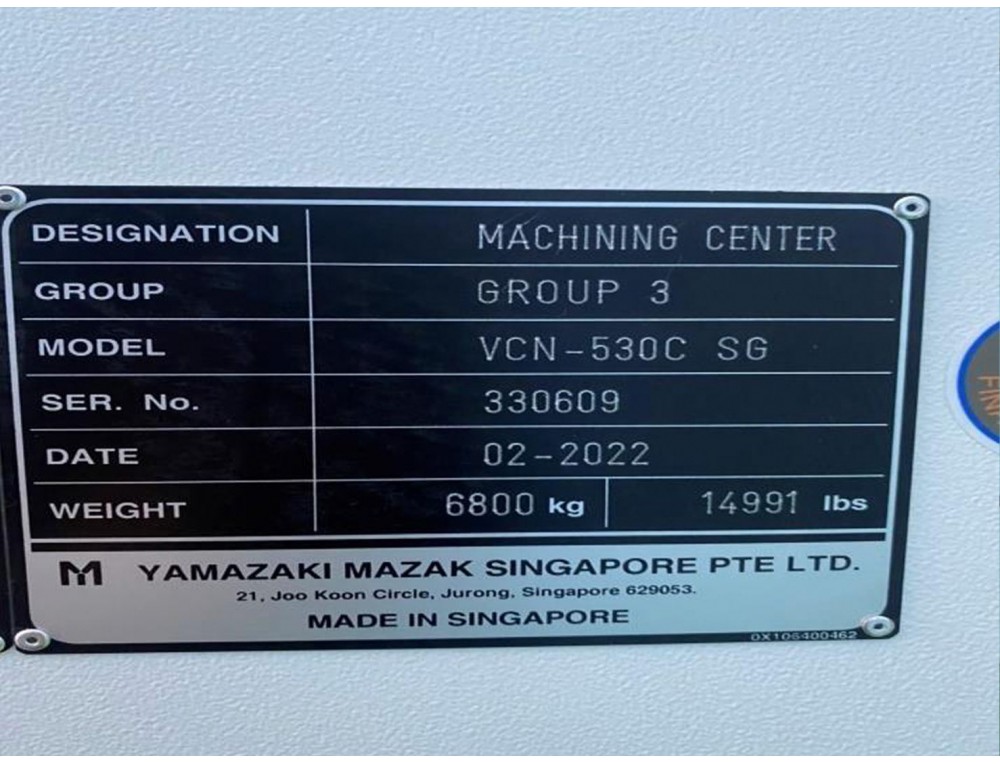 DESIGNATION MACHINING CENTER
GROUP GROUP 3
MODEL VCN-530C SG
SER. No. 330609
DATE 02-2022
WEIGHT 6800 kg 14991 lbs
YAMAZAKI MAZAK SINGAPORE PTE LTD.
21, Joo Koon Circle, Jurong, Singapore 629053.
MADE IN SINGAPORE
0X106400462